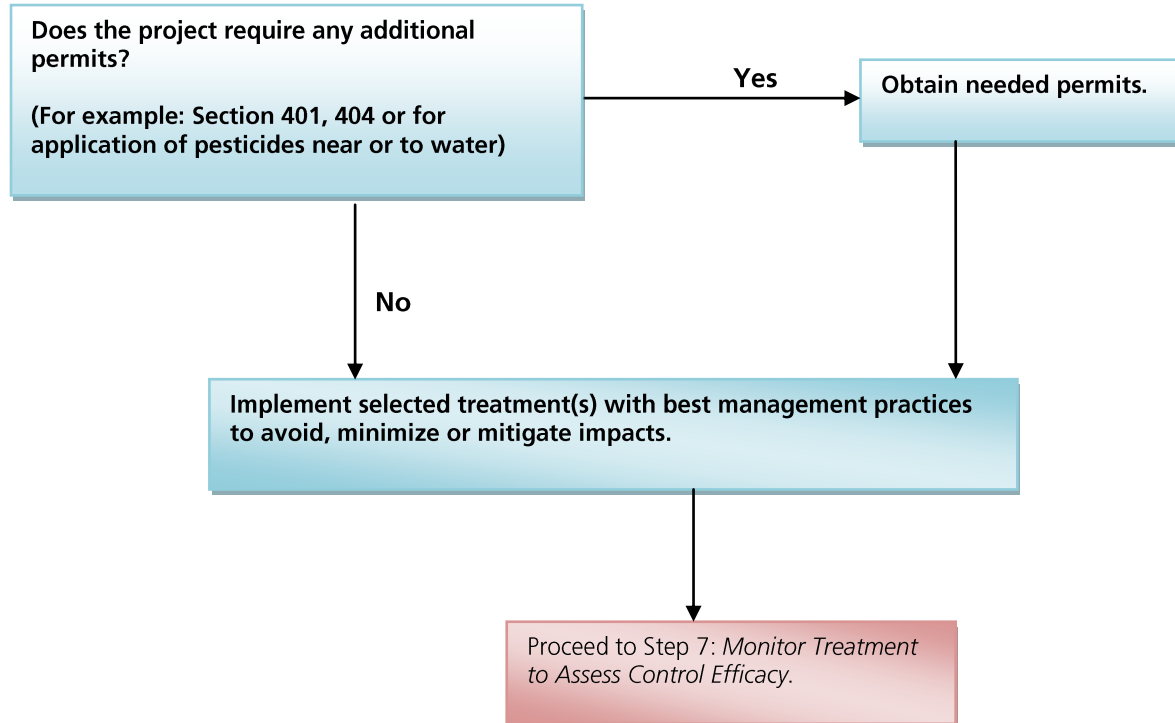 Does the project require any additional
permits?
(For example: Section 401, 404 or for
application of pesticides near or to water)
Yes
Obtain needed permits.
No
Implement selected treatment(s) with best management practices
to avoid, minimize or mitigate impacts.
Proceed to Step 7: Monitor Treatment
to Assess Control Efficacy.